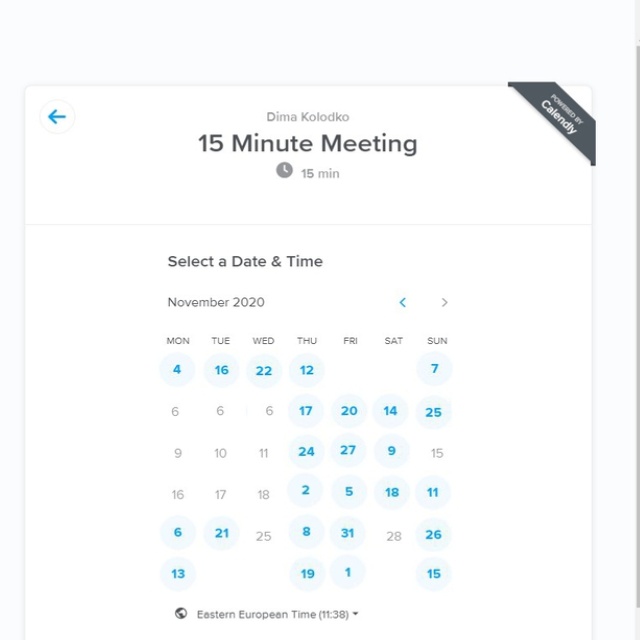 POWERED BY
Calendly
Dima Kolodko
15 Minute Meeting
15 min
Select a Date & Time
November 2020
MON TUE WED THU FRI SAT SUN
4 16 22 12 7
6 6 6 17 20 14 25
9 10 11 24 27 9 15
16 17 18 2 5 18 11
6 21 25 8 31 28 26
13 19 1 15
Eastern European Time (11:38)